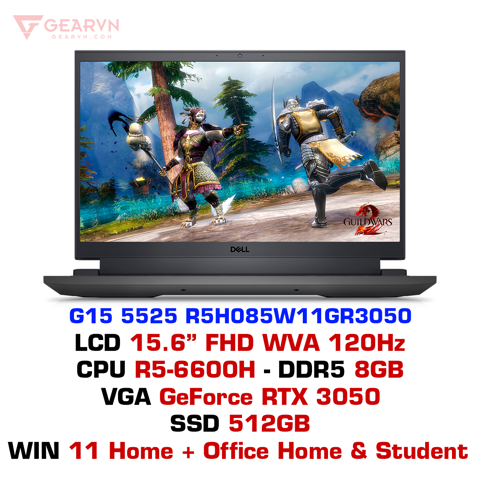 GEARVN
GEARVN.COM
GUILD WARS 2
DELL
G15 5525 R5H085W11GR3050
LCD 15.6” FHD WVA 120Hz
CPU R5-6600H - DDR5 8GB
VGA GeForce RTX 3050
SSD 512GB
WIN 11 Home + Office Home & Student